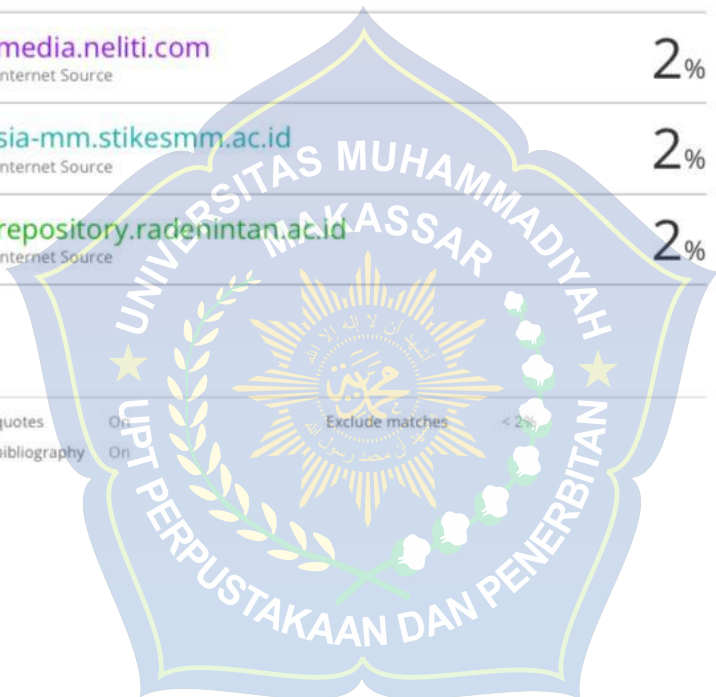 media.neliti.com
2%
nternet Source
sia-mm.stikesmm.ac.id
2%
nternet Source
repository.radenintan.ac.id
2%
nternet Source
UNIVERSITAS MUHAMMADIYAH
MAKASSAR
quotes On Exclude matches < 2%
bibliography On
UPT PERPUSTAKAAN DAN PENERBITAN